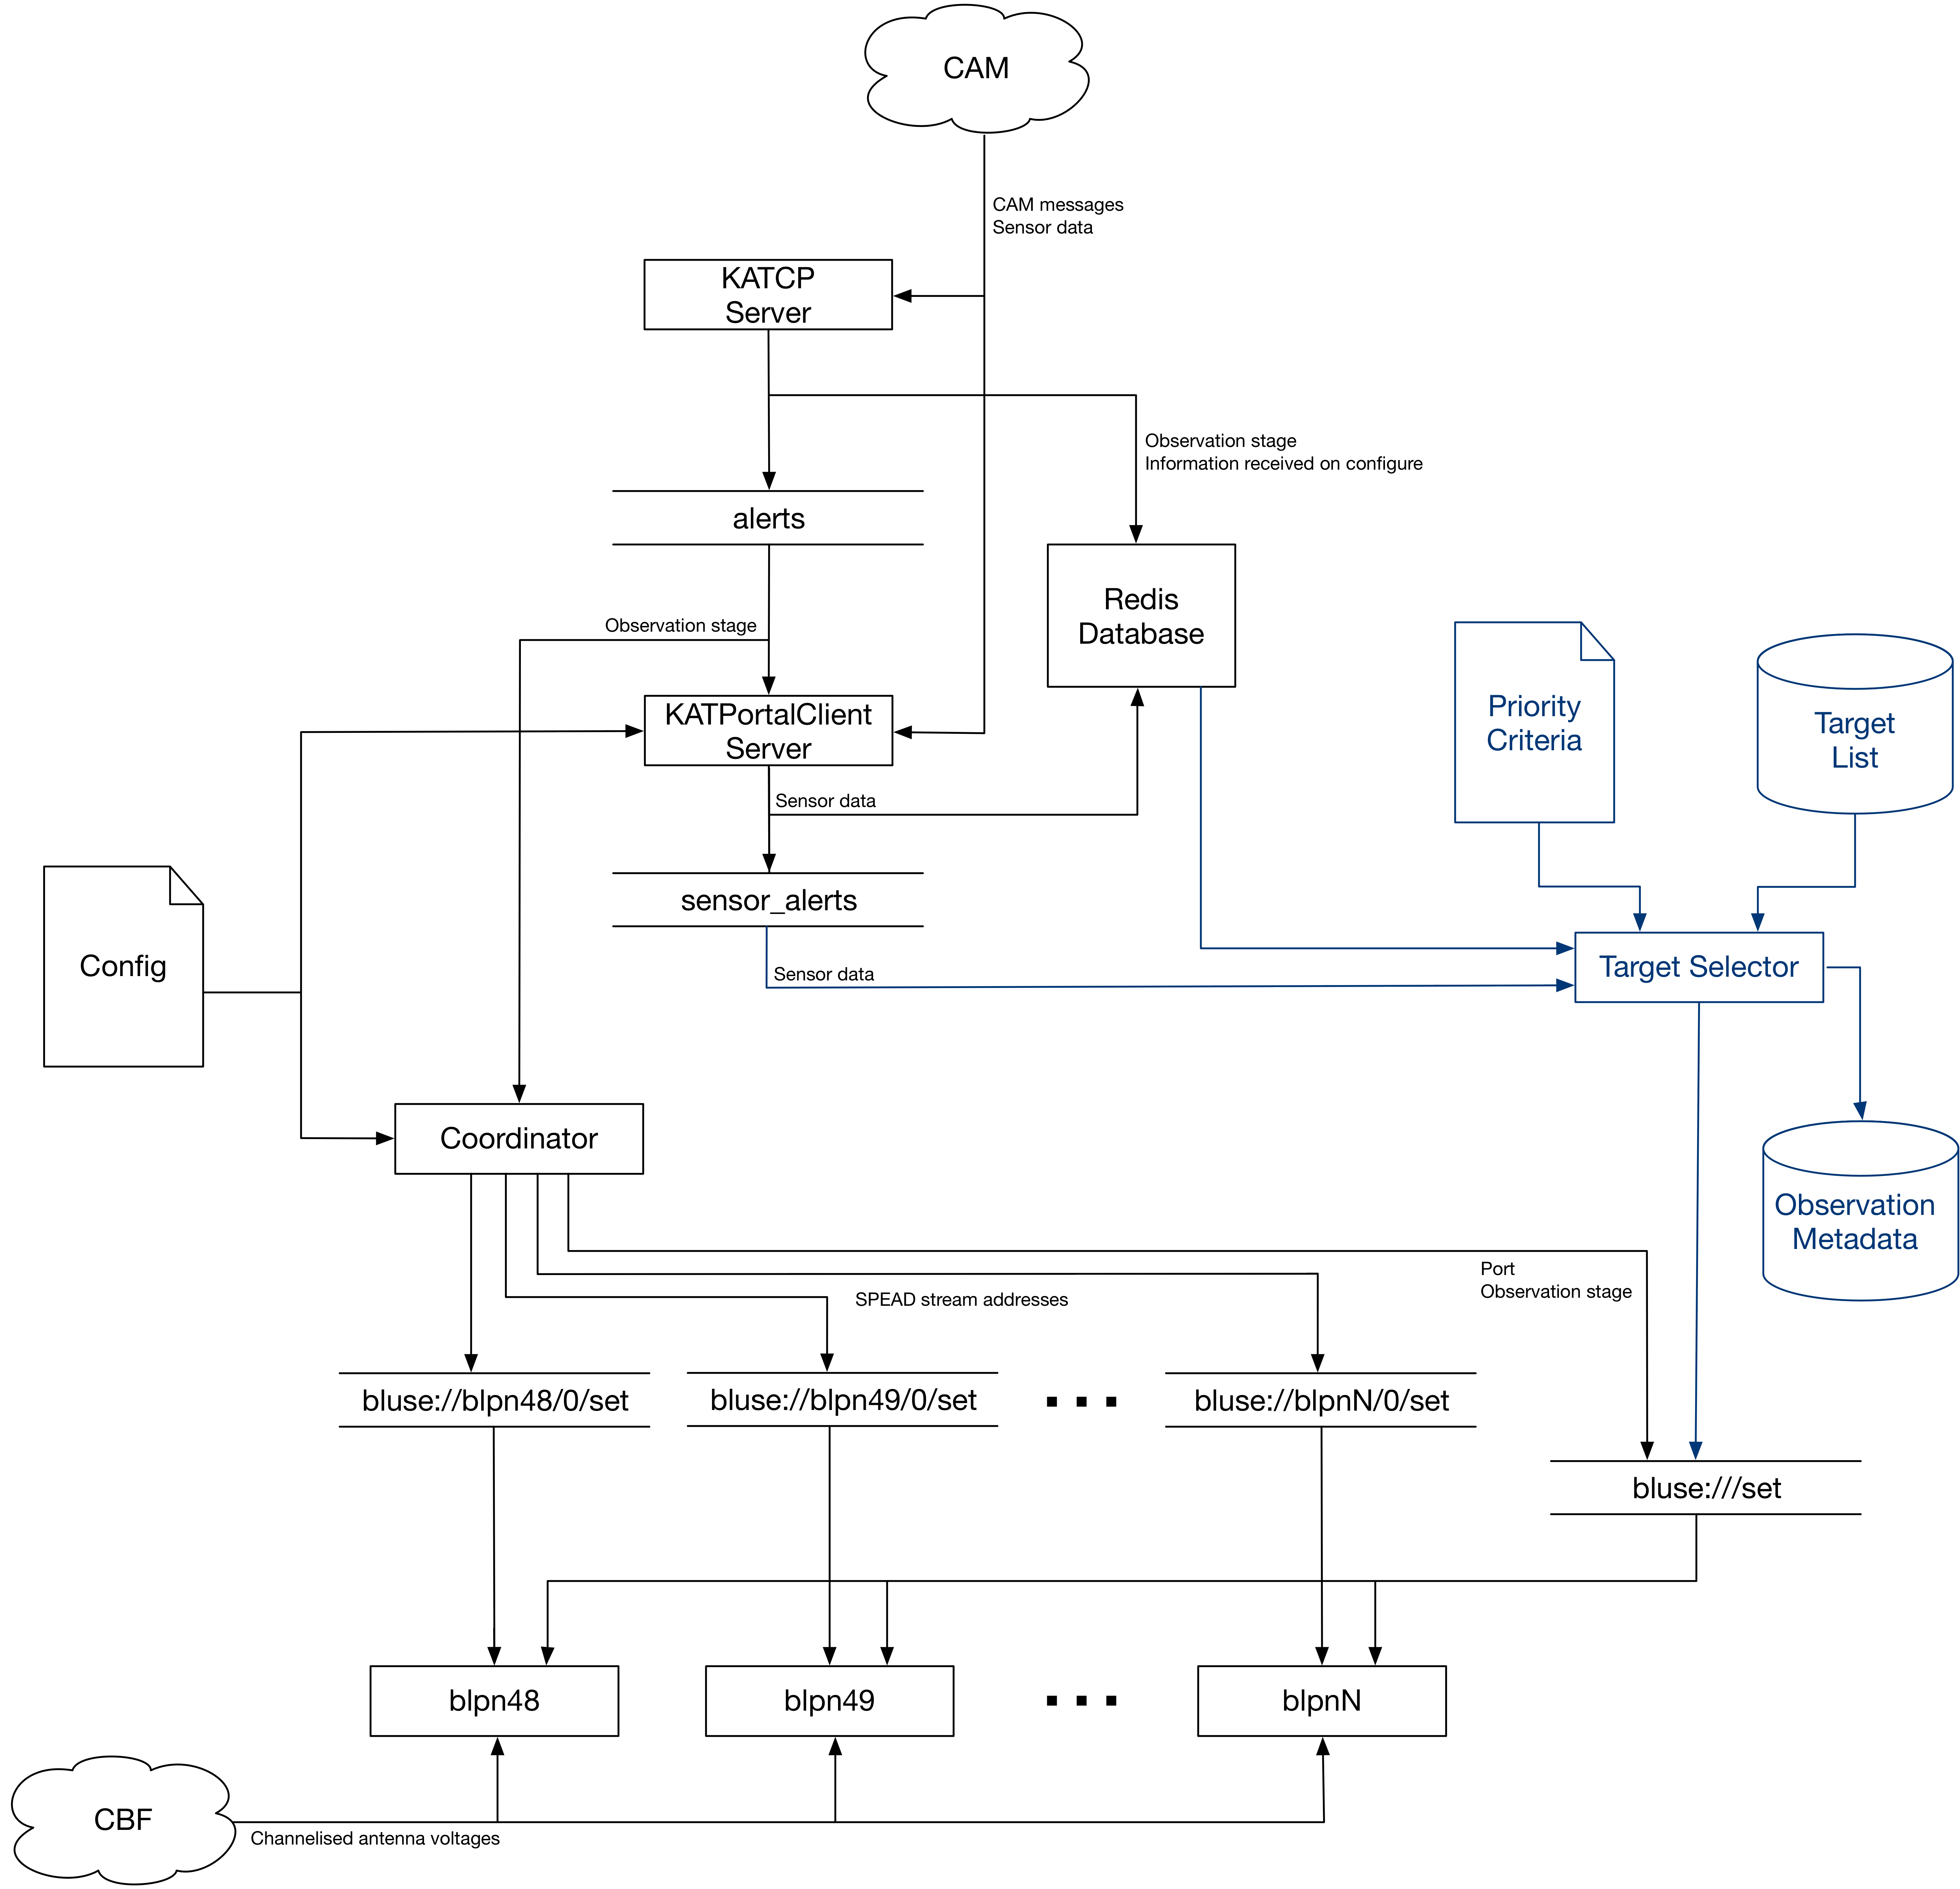 CAM
CAM messages
Sensor data
KATCP
Server
Observation stage
Information received on configure
alerts
Redis
Database
Observation stage
KATPortalClient
Server
Priority
Criteria
Target
List
Sensor data
sensor_alerts
Config
Sensor data
Target Selector
Coordinator
Observation
Metadata
Port
Observation stage
SPEAD stream addresses
bluse://blpn48/0/set
bluse://blpn49/0/set
bluse://blpnN/0/set
bluse:///set
blpn48
blpn49
blpnN
CBF
Channelised antenna voltages